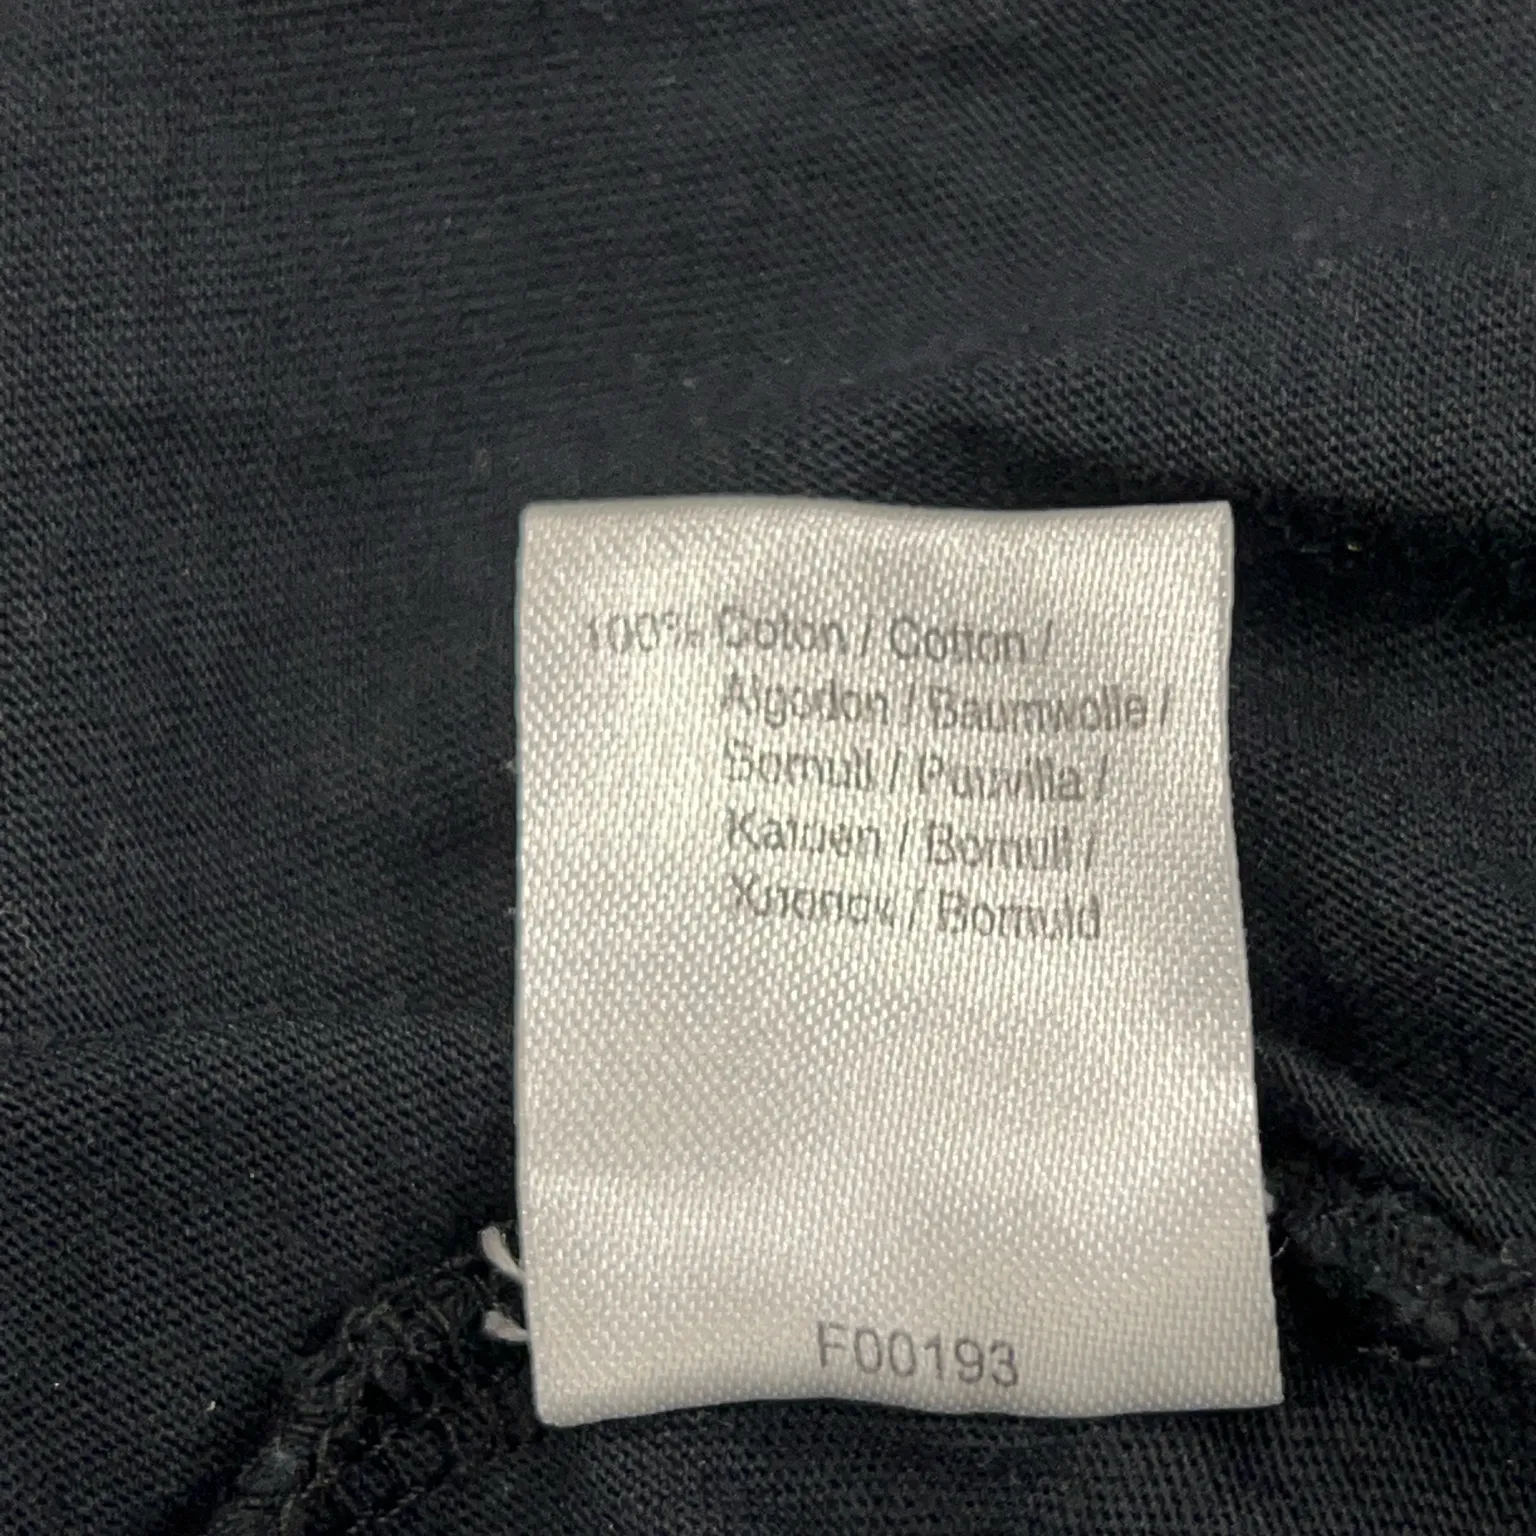 100% Coton / Cotton /
Algodon / Baumwolle /
Bomull / Puuvilla /
Katoen / Bomull /
Хлопок / Bomuld
F00193